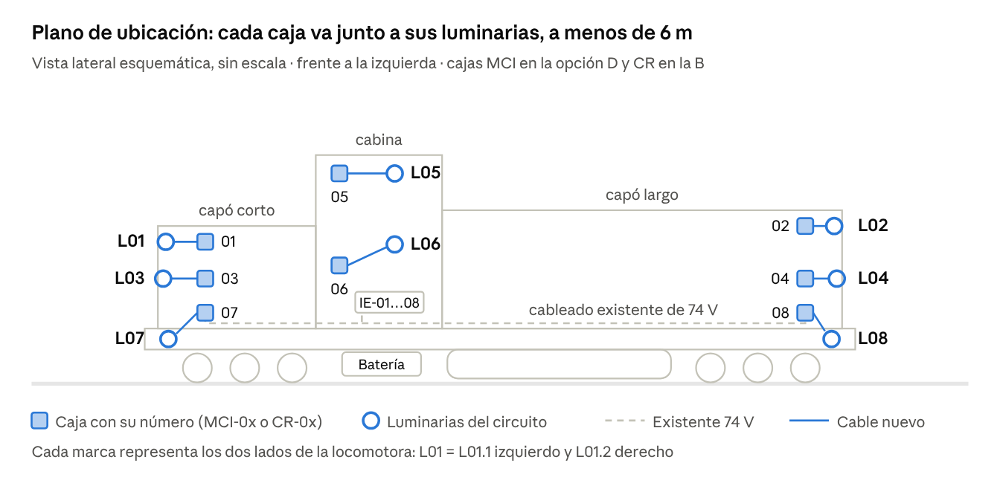 Plano de ubicación: cada caja va junto a sus luminarias, a menos de 6 m
Vista lateral esquemática, sin escala · frente a la izquierda · cajas MCI en la opción D y CR en la B
cabina
L05
05
capó largo
capó corto
02
L02
L01
01
L06
L03
03
04
L04
06
IE-01...08
07
cableado existente de 74 V
08
L07
L08
Batería
Caja con su número (MCI-0x o CR-0x)
Luminarias del circuito
Existente 74 V
Cable nuevo
Cada marca representa los dos lados de la locomotora: L01 = L01.1 izquierdo y L01.2 derecho